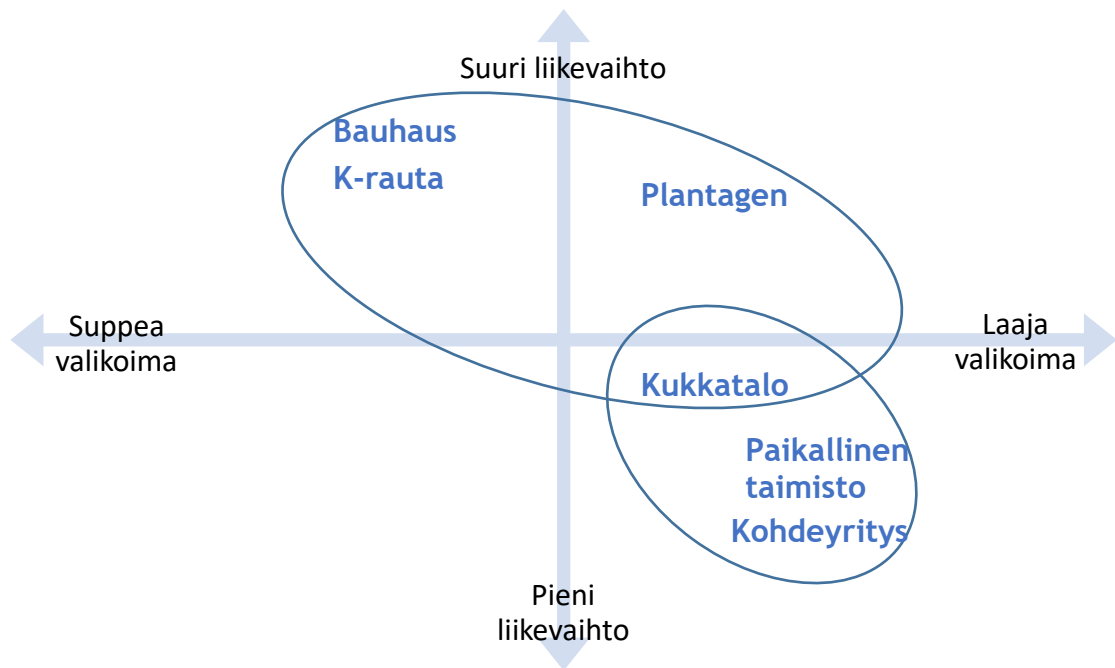 Suuri liikevaihto
Bauhaus
K-rauta
Plantagen
Suppea
valikoima
Laaja
valikoima
Kukkatalo
Paikallinen
taimisto
Kohdeyritys
Pieni
liikevaihto